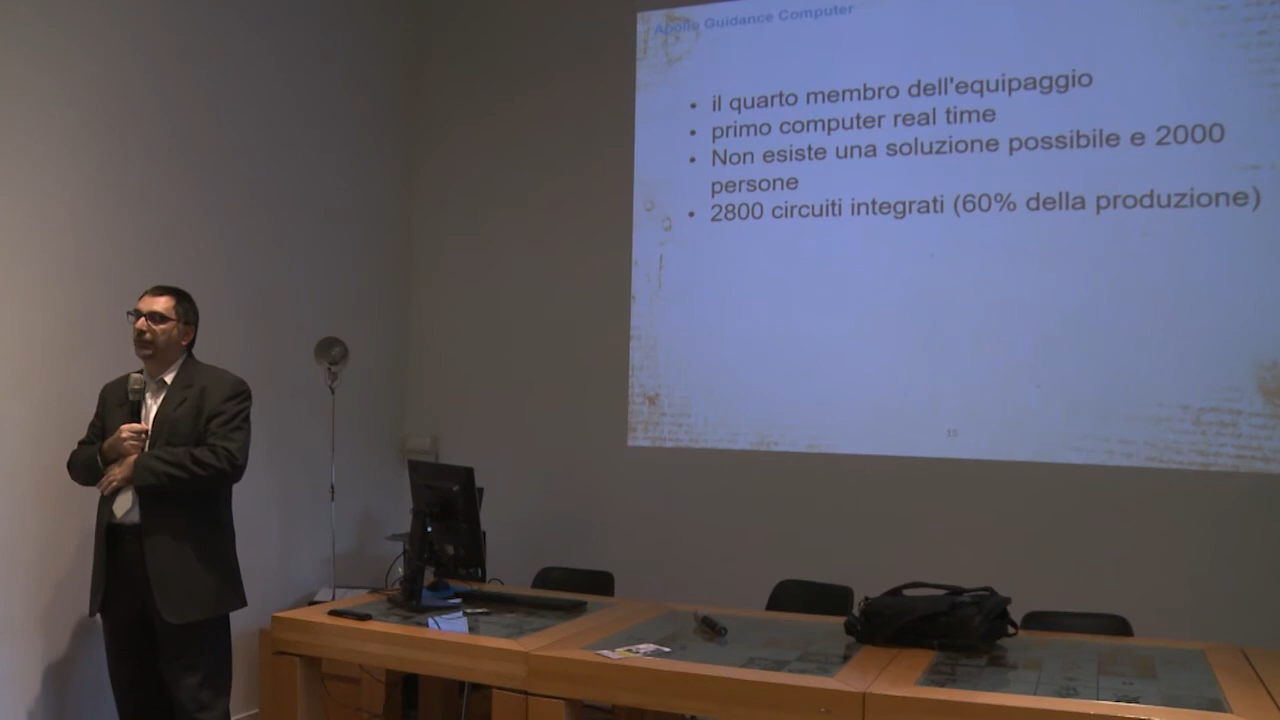 Apollo Guidance Computer
• il quarto membro dell'equipaggio
• primo computer real time
• Non esiste una soluzione possibile e 2000
persone
• 2800 circuiti integrati (60% della produzione)
15